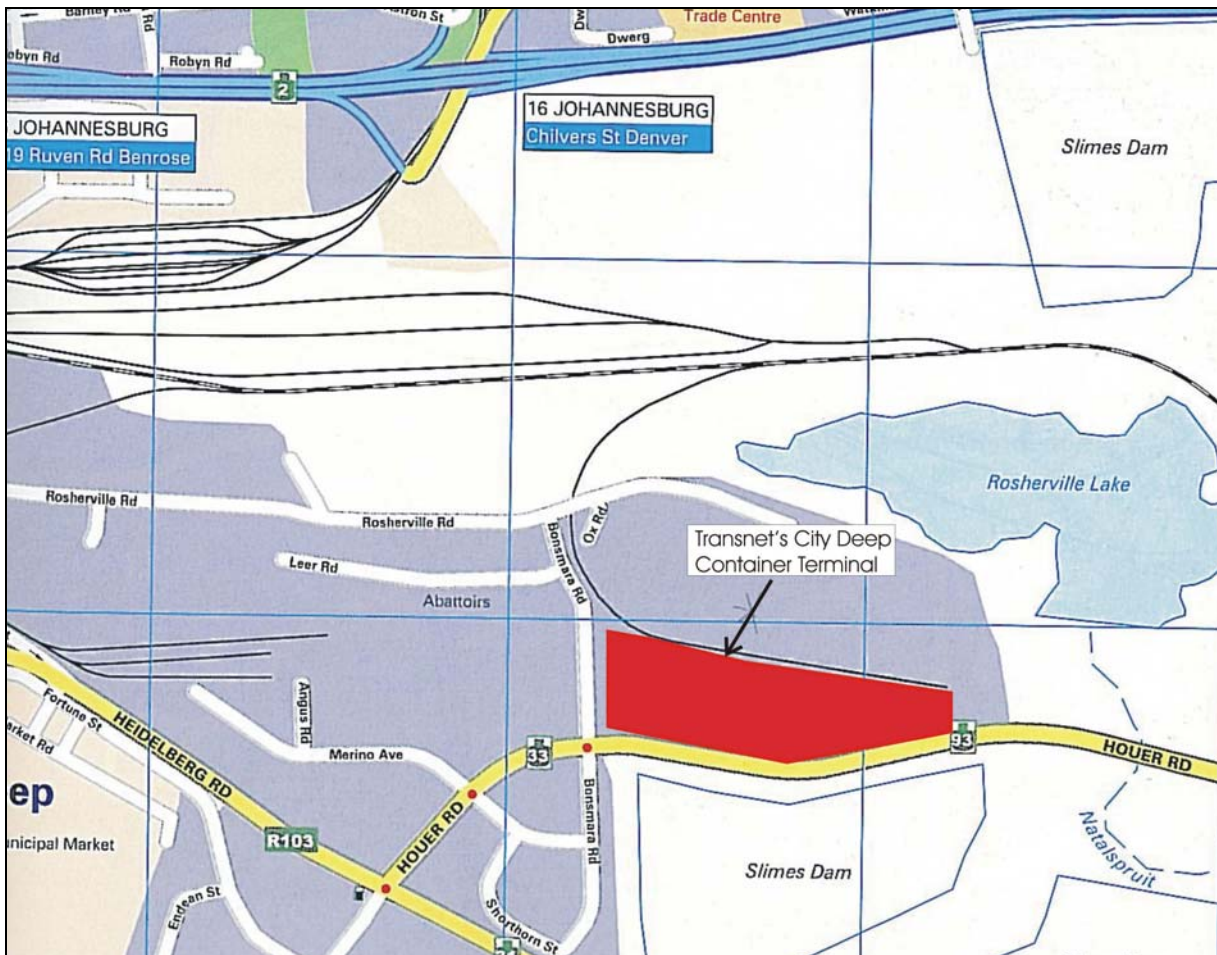 Barney Rd
Trade Centre
Dwerg
Robyn Rd
Robyn Rd
2
JOHANNESBURG
19 Ruven Rd Benrose
16 JOHANNESBURG
Chilvers St Denver
Slimes Dam
Rosherville Lake
Rosherville Rd
Rosherville Rd
Ox Rd
Bonsmara Rd
Leer Rd
Abattoirs
Transnet's City Deep
Container Terminal
Fortune St
HEIDELBERG RD
Angus Rd
Merino Ave
33
93
HOUER RD
HOUER RD
Bonsmara Rd
R103
Slimes Dam
Natalspruit
Endean St
Shorthorn St